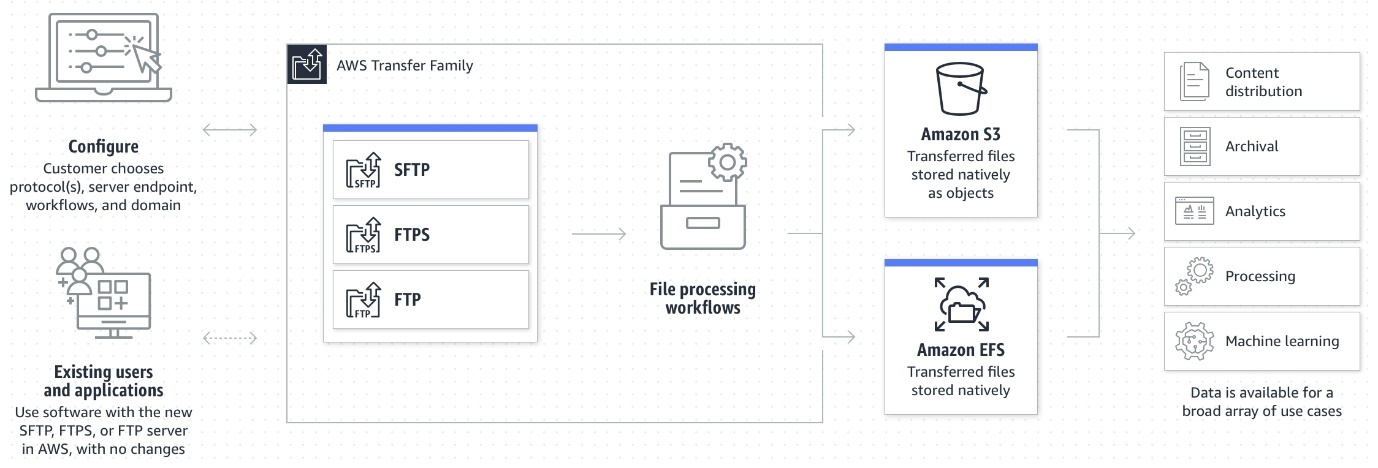 Configure
Customer chooses
protocol(s), server endpoint,
workflows, and domain
Existing users
and applications
Use software with the new
SFTP, FTPS, or FTP server
in AWS, with no changes
AWS Transfer Family
SFTP
SFTP
FTPS
FTPS
FTP
FTP
File processing
workflows
Amazon S3
Transferred files
stored natively
as objects
Amazon EFS
Transferred files
stored natively
Content
distribution
Archival
Analytics
Processing
Machine learning
Data is available for a
broad array of use cases